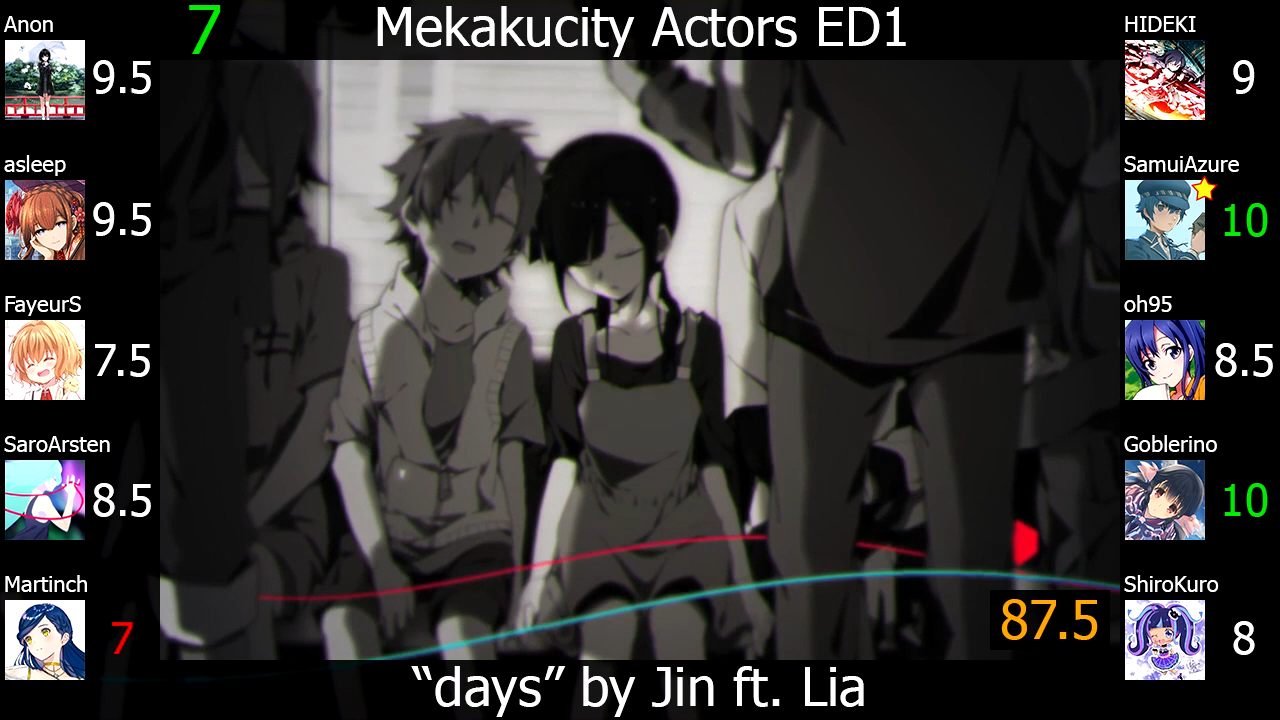 7
Mekakucity Actors ED1
Anon
9.5
asleep
9.5
FayeurS
7.5
SaroArsten
8.5
Martinch
7
HIDEKI
9
SamuiAzure
10
oh95
8.5
Goblerino
10
ShiroKuro
8
87.5
“days” by Jin ft. Lia